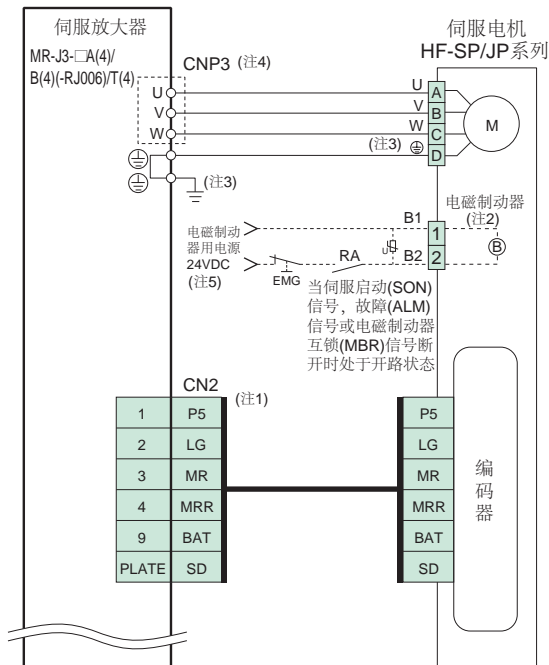 伺服放大器
MR-J3-□A(4)/
B(4)(-RJ006)/T(4)
CNP3 (注4)
伺服电机
HF-SP/JP系列
U
V
W
U
V
W
(注3)
A
B
C
D
M
(注3)
电磁制动
器用电源
24VDC
(注5)
EMG
RA
U
B1
B2
1
2
电磁制动器
(注2)
B
当伺服启动(SON)
信号，故障(ALM)
信号或电磁制动器
互锁(MBR)信号断
开时处于开路状态
CN2 (注1)
1 P5
2 LG
3 MR
4 MRR
9 BAT
PLATE SD
P5
LG
MR
MRR
BAT
SD
编码器